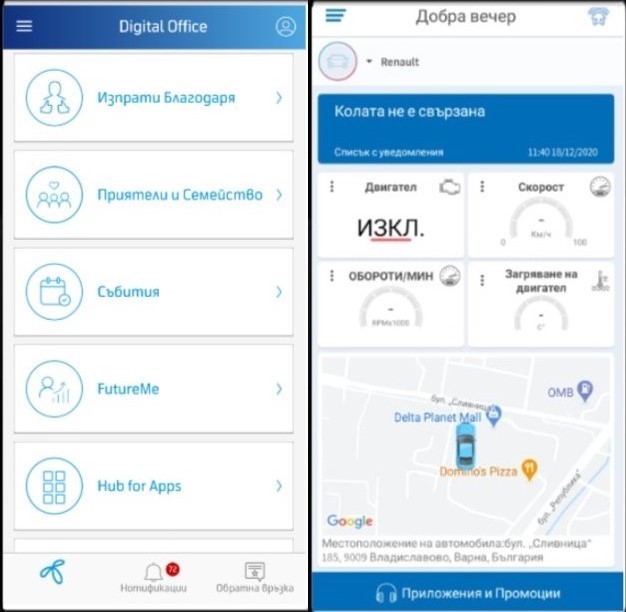 Digital Office
Изпрати Благодаря
Приятели и Семейство
Събития
FutureMe
Hub for Apps
72
Нотификации
Обратна връзка
Добра вечер
Renault
Колата не е свързана
Списък с уведомления
11:40 18/12/2020
Двигател
ИЗКЛ.
Скорост
-
Км/ч
0
100
ОБОРОТИ/МИН
-
RPMx1000
Загряване на
двигател
-
C°
бул. „Сливница“
OMB
Delta Planet Mall
Domino's Pizza
бул. „Република“
Google
Местоположение на автомобила:бул. „Сливница“
185, 9009 Владиславово, Варна, България
Приложения и Промоции